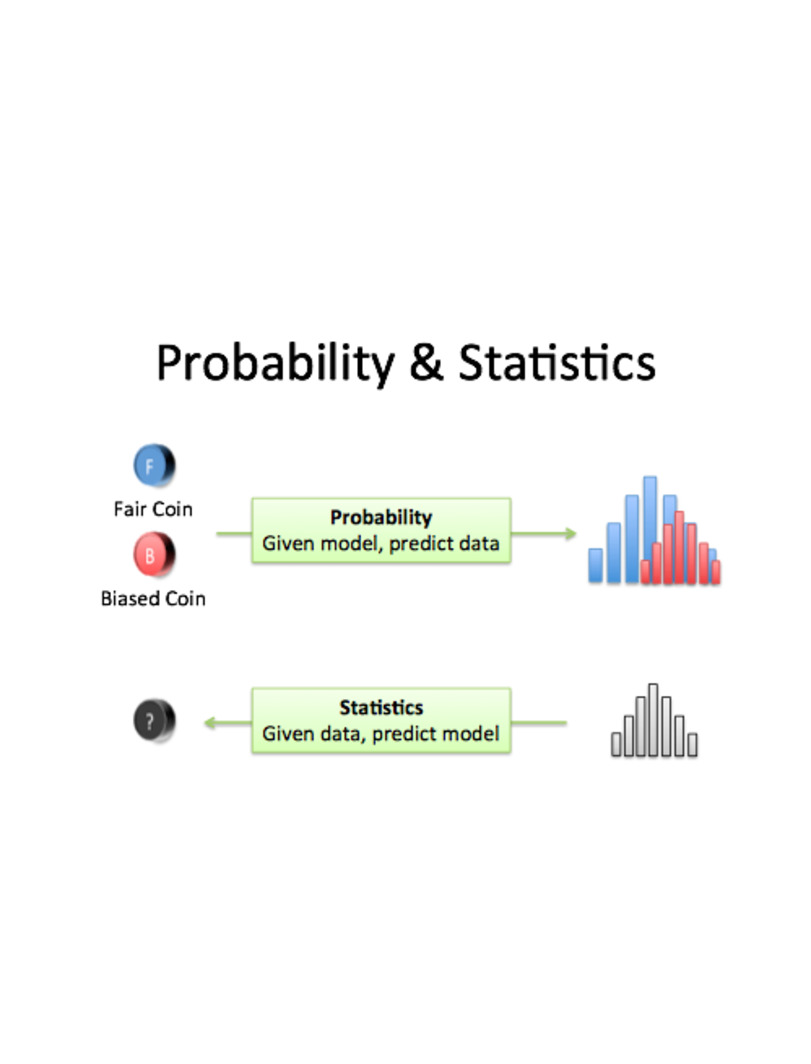 Probability & Statistics
F
Fair Coin
Probability
Given model, predict data
B
Biased Coin
Statistics
?
Given data, predict model